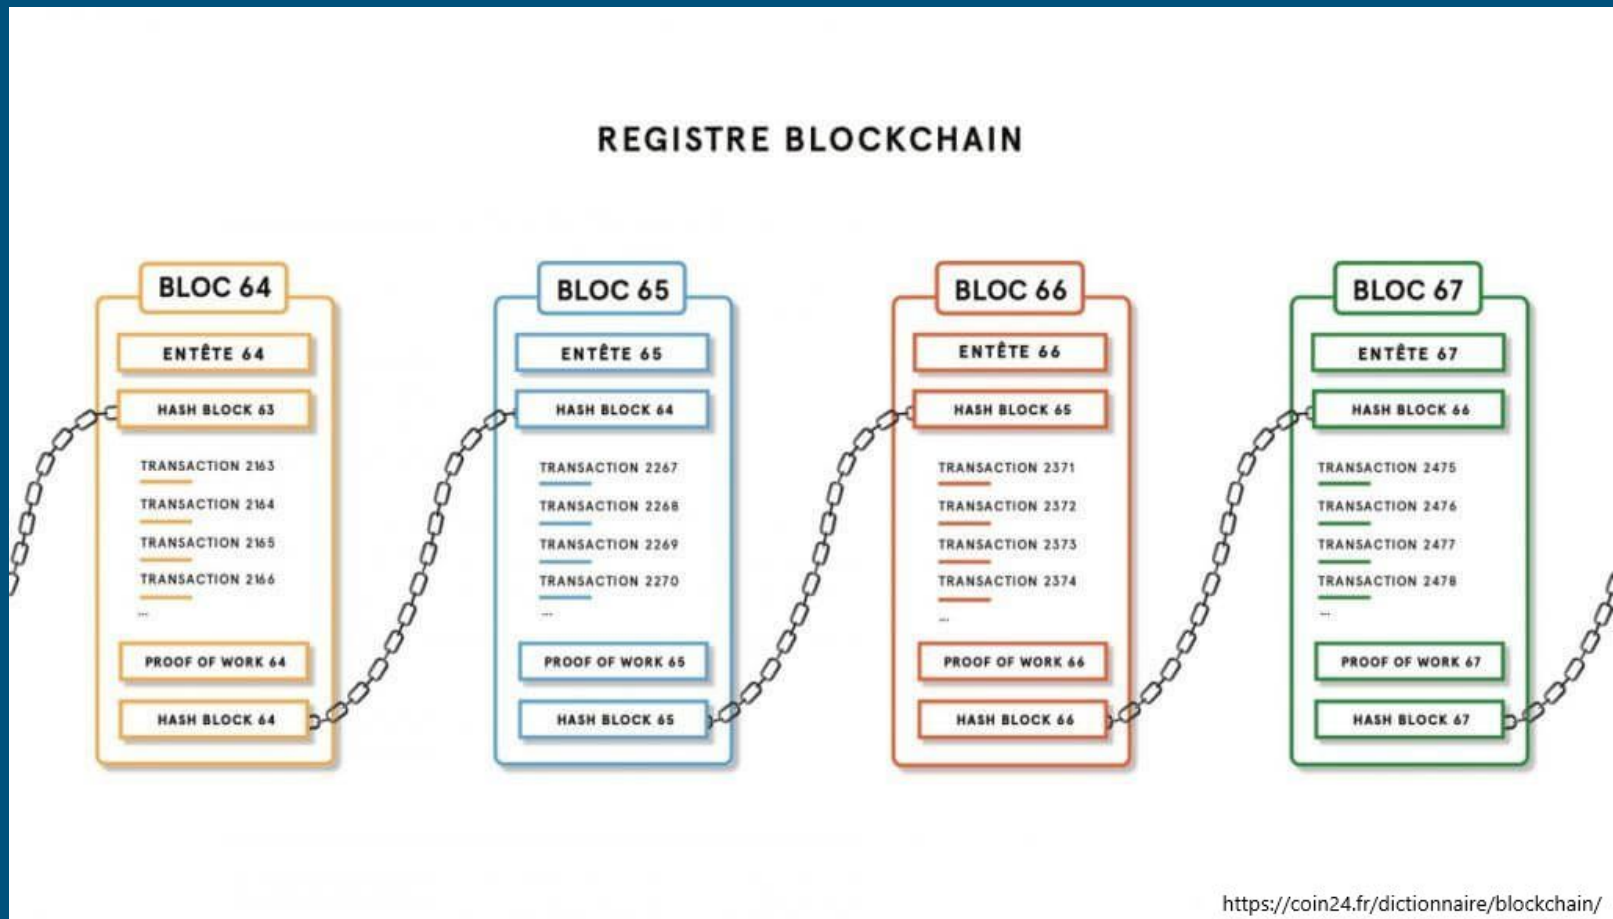 REGISTRE BLOCKCHAIN
BLOC 64
ENTÊTE 64
HASH BLOCK 63
TRANSACTION 2163
TRANSACTION 2164
TRANSACTION 2165
TRANSACTION 2166
...
PROOF OF WORK 64
HASH BLOCK 64
BLOC 65
ENTÊTE 65
HASH BLOCK 64
TRANSACTION 2267
TRANSACTION 2268
TRANSACTION 2269
TRANSACTION 2270
...
PROOF OF WORK 65
HASH BLOCK 65
BLOC 66
ENTÊTE 66
HASH BLOCK 65
TRANSACTION 2371
TRANSACTION 2372
TRANSACTION 2373
TRANSACTION 2374
...
PROOF OF WORK 66
HASH BLOCK 66
BLOC 67
ENTÊTE 67
HASH BLOCK 66
TRANSACTION 2475
TRANSACTION 2476
TRANSACTION 2477
TRANSACTION 2478
...
PROOF OF WORK 67
HASH BLOCK 67
https://coin24.fr/dictionnaire/blockchain/